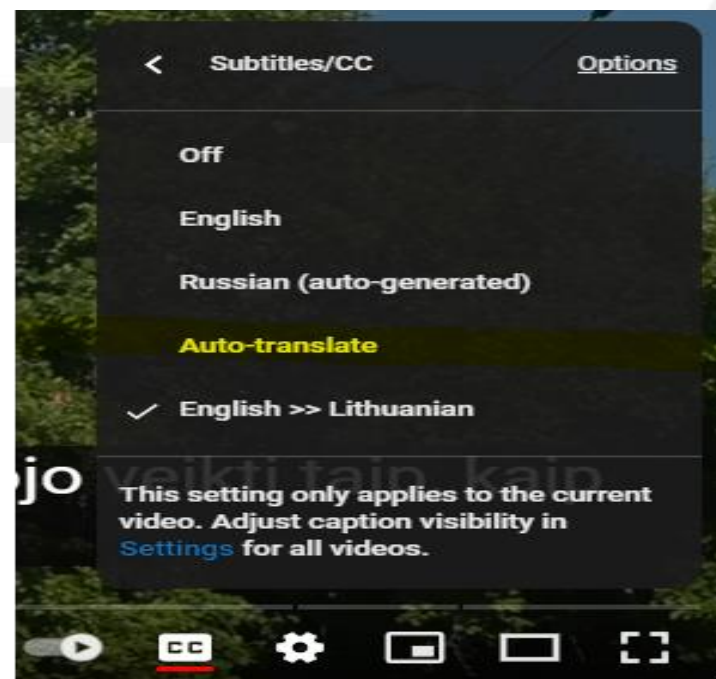 Subtitles/CC Options
Off
English
Russian (auto-generated)
Auto-translate
English >> Lithuanian
jo veikti taip, kaip
This setting only applies to the current
video. Adjust caption visibility in
Settings for all videos.
CC